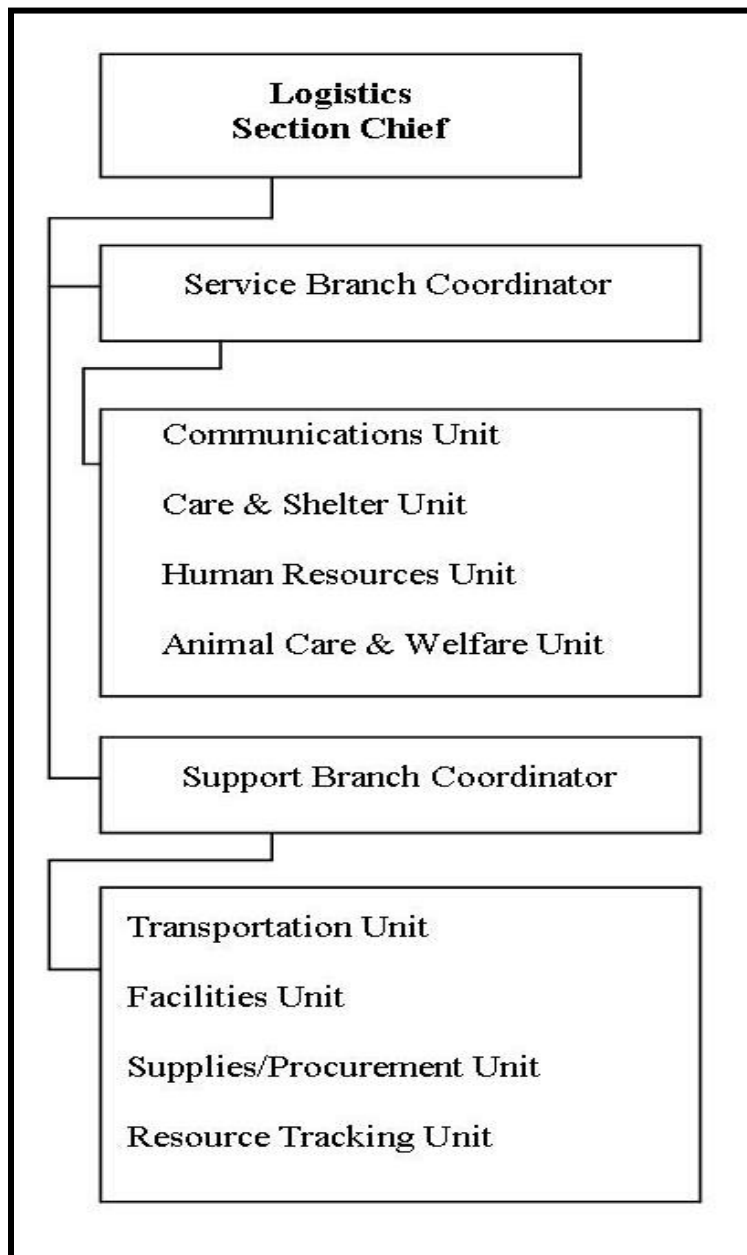 Logistics
Section Chief
Service Branch Coordinator
Communications Unit
Care & Shelter Unit
Human Resources Unit
Animal Care & Welfare Unit
Support Branch Coordinator
Transportation Unit
Facilities Unit
Supplies/Procurement Unit
Resource Tracking Unit